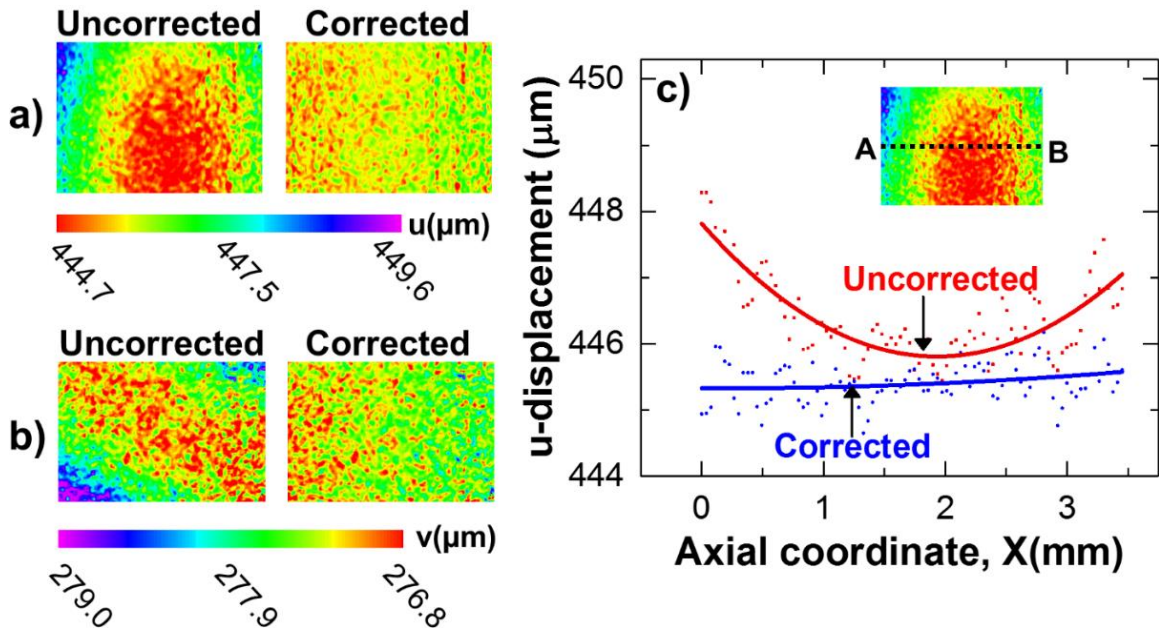 Uncorrected Corrected
a)
u(μm)
444.7 447.5 449.6
Uncorrected Corrected
b)
v(μm)
279.0 277.9 276.8
c)
450
448
446
444
u-displacement (μm)
A B
Uncorrected
Corrected
0 1 2 3
Axial coordinate, X(mm)